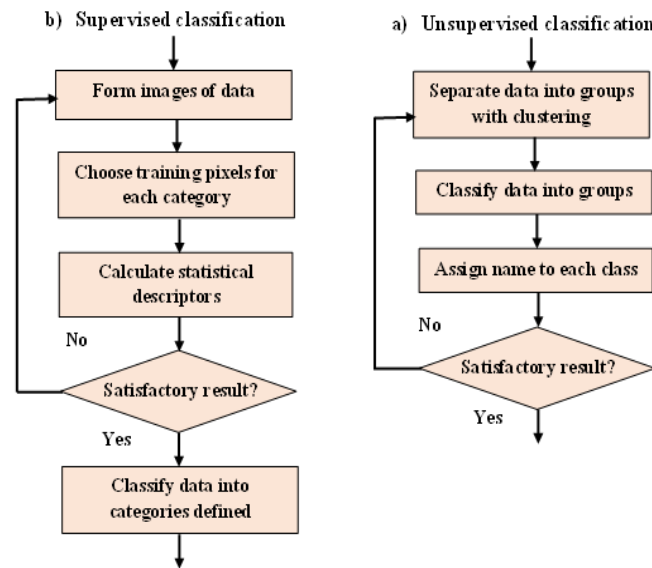 b) Supervised classification
Form images of data
Choose training pixels for
each category
Calculate statistical
descriptors
No
Satisfactory result?
Yes
Classify data into
categories defined
a) Unsupervised classification
Separate data into groups
with clustering
Classify data into groups
Assign name to each class
No
Satisfactory result?
Yes